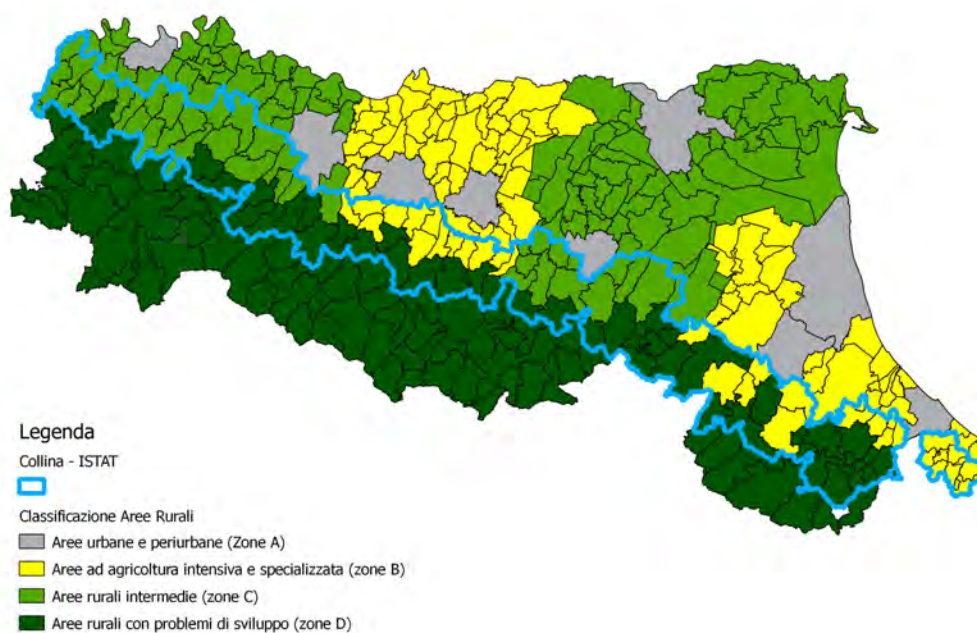 Legenda
Collina - ISTAT
Classificazione Aree Rurali
Aree urbane e periurbane (Zone A)
Aree ad agricoltura intensiva e specializzata (zone B)
Aree rurali intermedie (zone C)
Aree rurali con problemi di sviluppo (zone D)